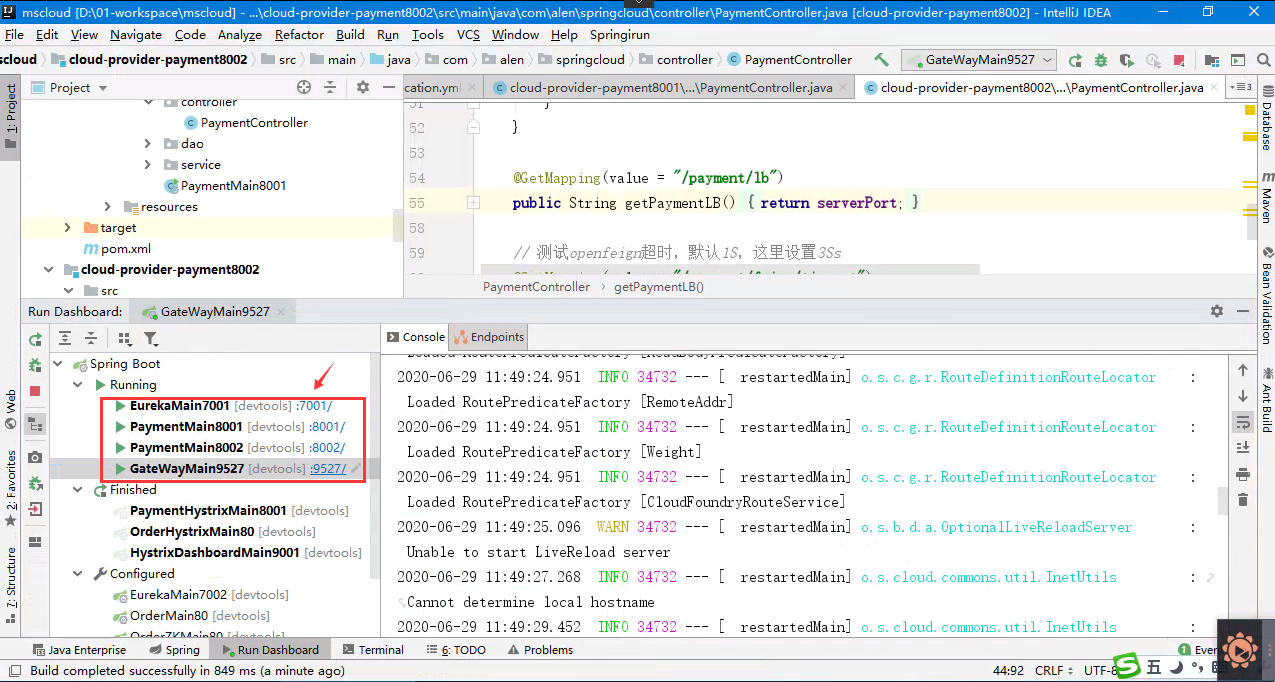 mscloud [D:\01-workspace\mscloud] - ...\cloud-provider-payment8002\src\main\java\com\alen\springcloud\controller\PaymentController.java [cloud-provider-payment8002] - IntelliJ IDEA
File Edit View Navigate Code Analyze Refactor Build Run Tools VCS Window Help Springirun
scloud cloud-provider-payment8002 src main java com alen springcloud controller PaymentController GateWayMain9527
1: Project
Project
cation.yml cloud-provider-payment8001\...\PaymentController.java cloud-provider-payment8002\...\PaymentController.java 3
controller
PaymentController
dao
service
PaymentMain8001
resources
target
pom.xml
cloud-provider-payment8002
src
51 }
52 }
53
54 @GetMapping(value = "/payment/lb")
55 public String getPaymentLB() { return serverPort; }
58
59 // 测试openfeign超时，默认1S，这里设置3Ss
PaymentController > getPaymentLB()
Database
Maven
Bean Validation
Ant Build
Run Dashboard: GateWayMain9527
Console Endpoints
Spring Boot
Running
EurekaMain7001 [devtools] :7001/
PaymentMain8001 [devtools] :8001/
PaymentMain8002 [devtools] :8002/
GateWayMain9527 [devtools] :9527/
Finished
PaymentHystrixMain8001 [devtools]
OrderHystrixMain80 [devtools]
HystrixDashboardMain9001 [devtools]
Configured
EurekaMain7002 [devtools]
OrderMain80 [devtools]
OrderZKMain80 [devtools]
Loaded RoutePredicateFactory [ReadBodyPredicateFactory]
2020-06-29 11:49:24.951 INFO 34732 --- [ restartedMain] o.s.c.g.r.RouteDefinitionRouteLocator :
Loaded RoutePredicateFactory [RemoteAddr]
2020-06-29 11:49:24.951 INFO 34732 --- [ restartedMain] o.s.c.g.r.RouteDefinitionRouteLocator :
Loaded RoutePredicateFactory [Weight]
2020-06-29 11:49:24.951 INFO 34732 --- [ restartedMain] o.s.c.g.r.RouteDefinitionRouteLocator :
Loaded RoutePredicateFactory [CloudFoundryRouteService]
2020-06-29 11:49:25.096 WARN 34732 --- [ restartedMain] o.s.b.d.a.OptionalLiveReloadServer :
Unable to start LiveReload server
2020-06-29 11:49:27.268 INFO 34732 --- [ restartedMain] o.s.cloud.commons.util.InetUtils :
Cannot determine local hostname
2020-06-29 11:49:29.452 INFO 34732 --- [ restartedMain] o.s.cloud.commons.util.InetUtils :
Web
2: Favorites
Z: Structure
Java Enterprise Spring Run Dashboard Terminal 6: TODO Problems 1 Even
Build completed successfully in 849 ms (a minute ago) 44:92 CRLF UTF-8 五